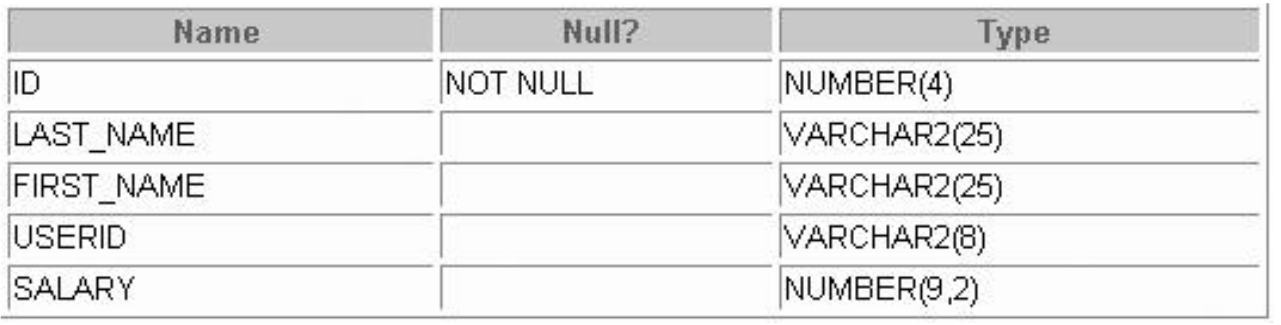 Name Null? Type
ID NOT NULL NUMBER(4)
LAST_NAME VARCHAR2(25)
FIRST_NAME VARCHAR2(25)
USERID VARCHAR2(8)
SALARY NUMBER(9,2)